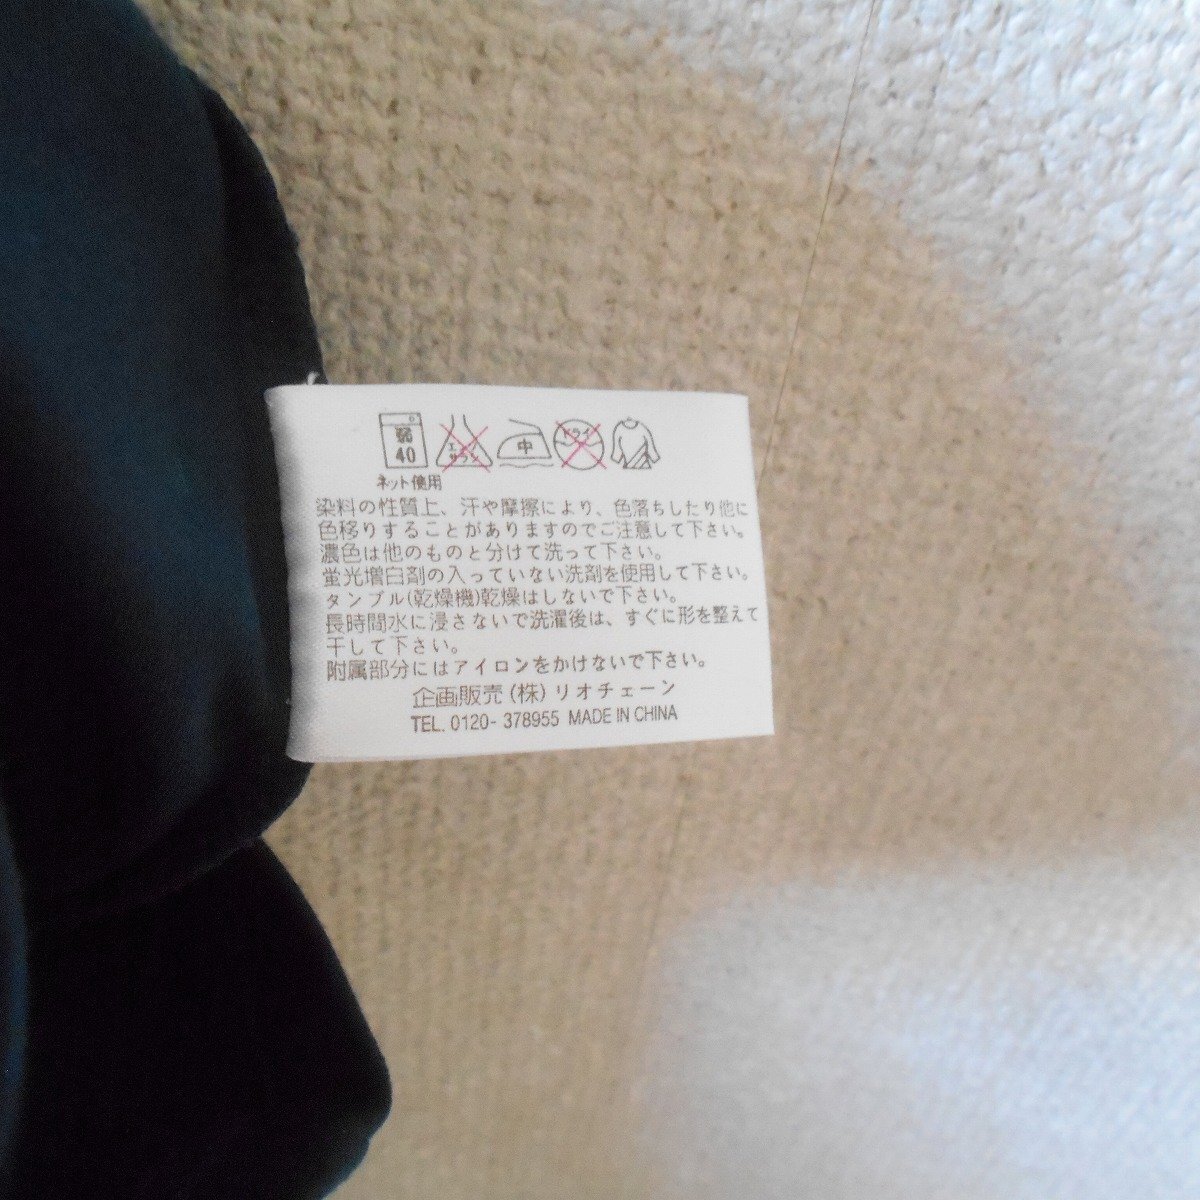 弱
40
エンソ
サラシ
中
ドライ
ネット使用
染料の性質上、汗や摩擦により、色落ちしたり他に
色移りすることがありますのでご注意して下さい。
濃色は他のものと分けて洗って下さい。
蛍光増白剤の入っていない洗剤を使用して下さい。
タンブル(乾燥機)乾燥はしないで下さい。
長時間水に浸さないで洗濯後は、すぐに形を整えて
干して下さい。
附属部分にはアイロンをかけないで下さい。
企画販売(株)リオチェーン
TEL. 0120- 378955 MADE IN CHINA